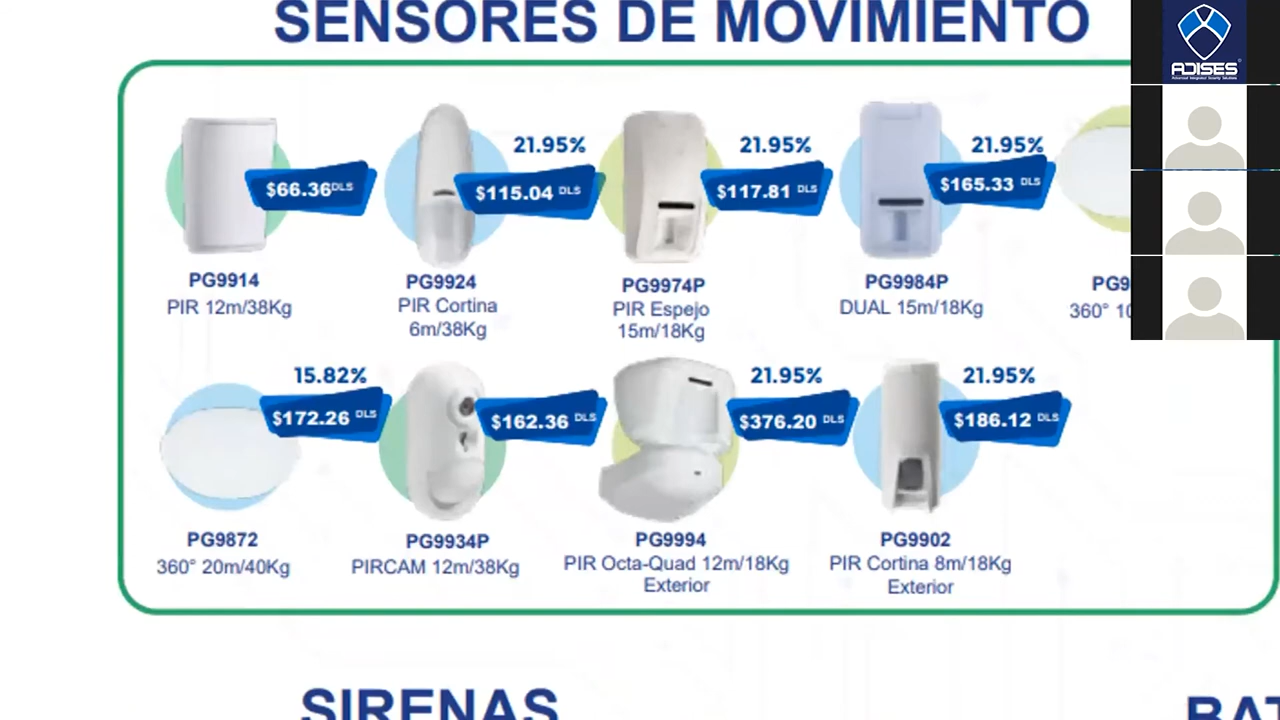 SENSORES DE MOVIMIENTO
ADISES
$66.36 DLS
PG9914
PIR 12m/38Kg
21.95%
$115.04 DLS
PG9924
PIR Cortina
6m/38Kg
21.95%
$117.81 DLS
PG9974P
PIR Espejo
15m/18Kg
21.95%
$165.33 DLS
PG9984P
DUAL 15m/18Kg
360°
15.82%
$172.26 DLS
PG9872
360° 20m/40Kg
$162.36 DLS
PG9934P
PIRCAM 12m/38Kg
21.95%
$376.20 DLS
PG9994
PIR Octa-Quad 12m/18Kg
Exterior
21.95%
$186.12 DLS
PG9902
PIR Cortina 8m/18Kg
Exterior
SIRENAS